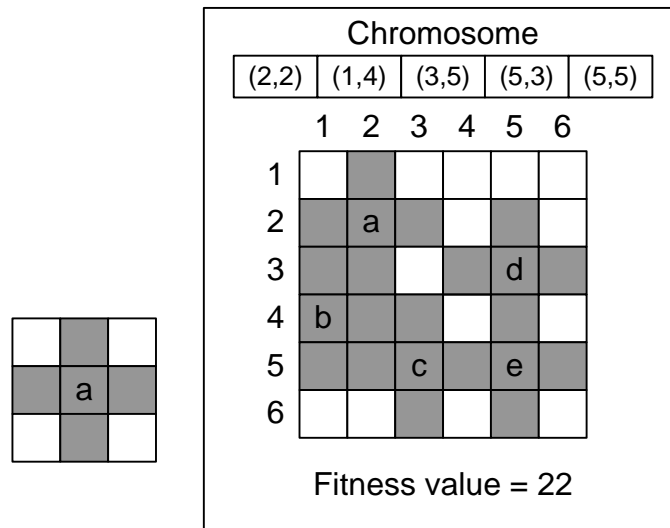 Chromosome
(2,2) (1,4) (3,5) (5,3) (5,5)
1 2 3 4 5 6
1
2 a
3 d
4 b
a
5 c e
6
Fitness value = 22